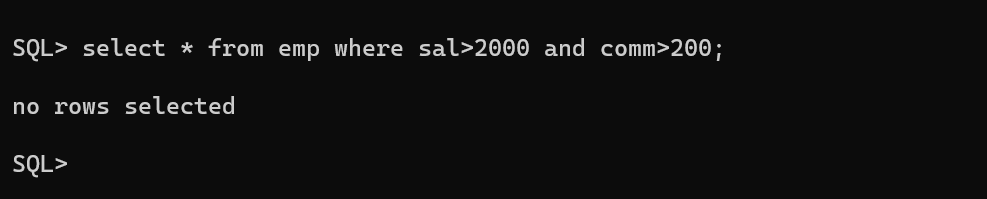 SQL> select * from emp where sal>2000 and comm>200;
no rows selected
SQL>